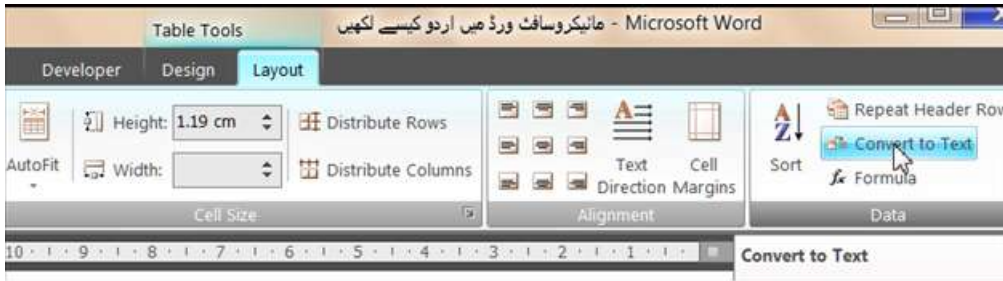 Table Tools
مائیکروسافٹ ورڈ میں اردو کیسے لکھیں - Microsoft Word
Developer Design Layout
AutoFit
Height: 1.19 cm
Width:
Distribute Rows
Distribute Columns
Cell Size
Text Direction
Cell Margins
Alignment
Sort
Repeat Header Row
Convert to Text
Formula
Data
10 9 8 7 6 5 4 3 2 1
Convert to Text